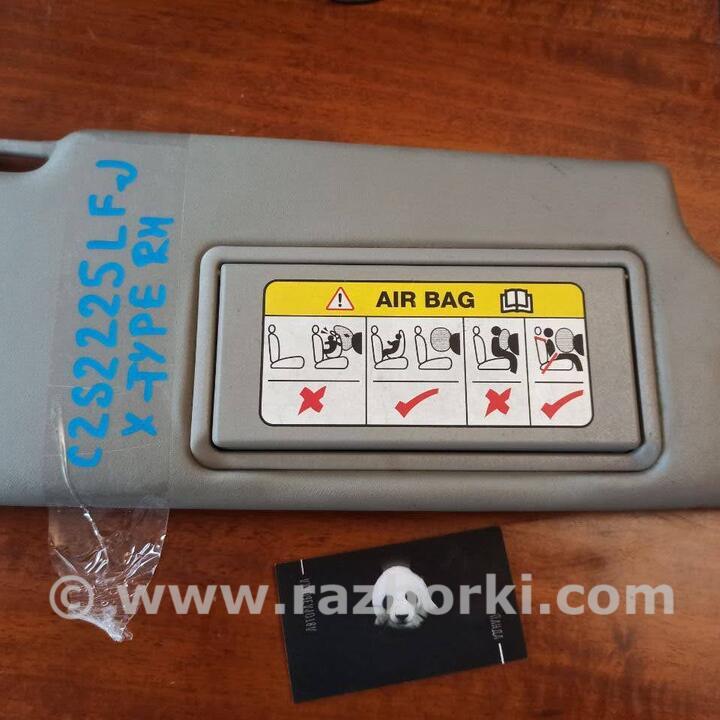 C2S2225LFJ
X-TYPE RH
AIR BAG
© www.razborki.com